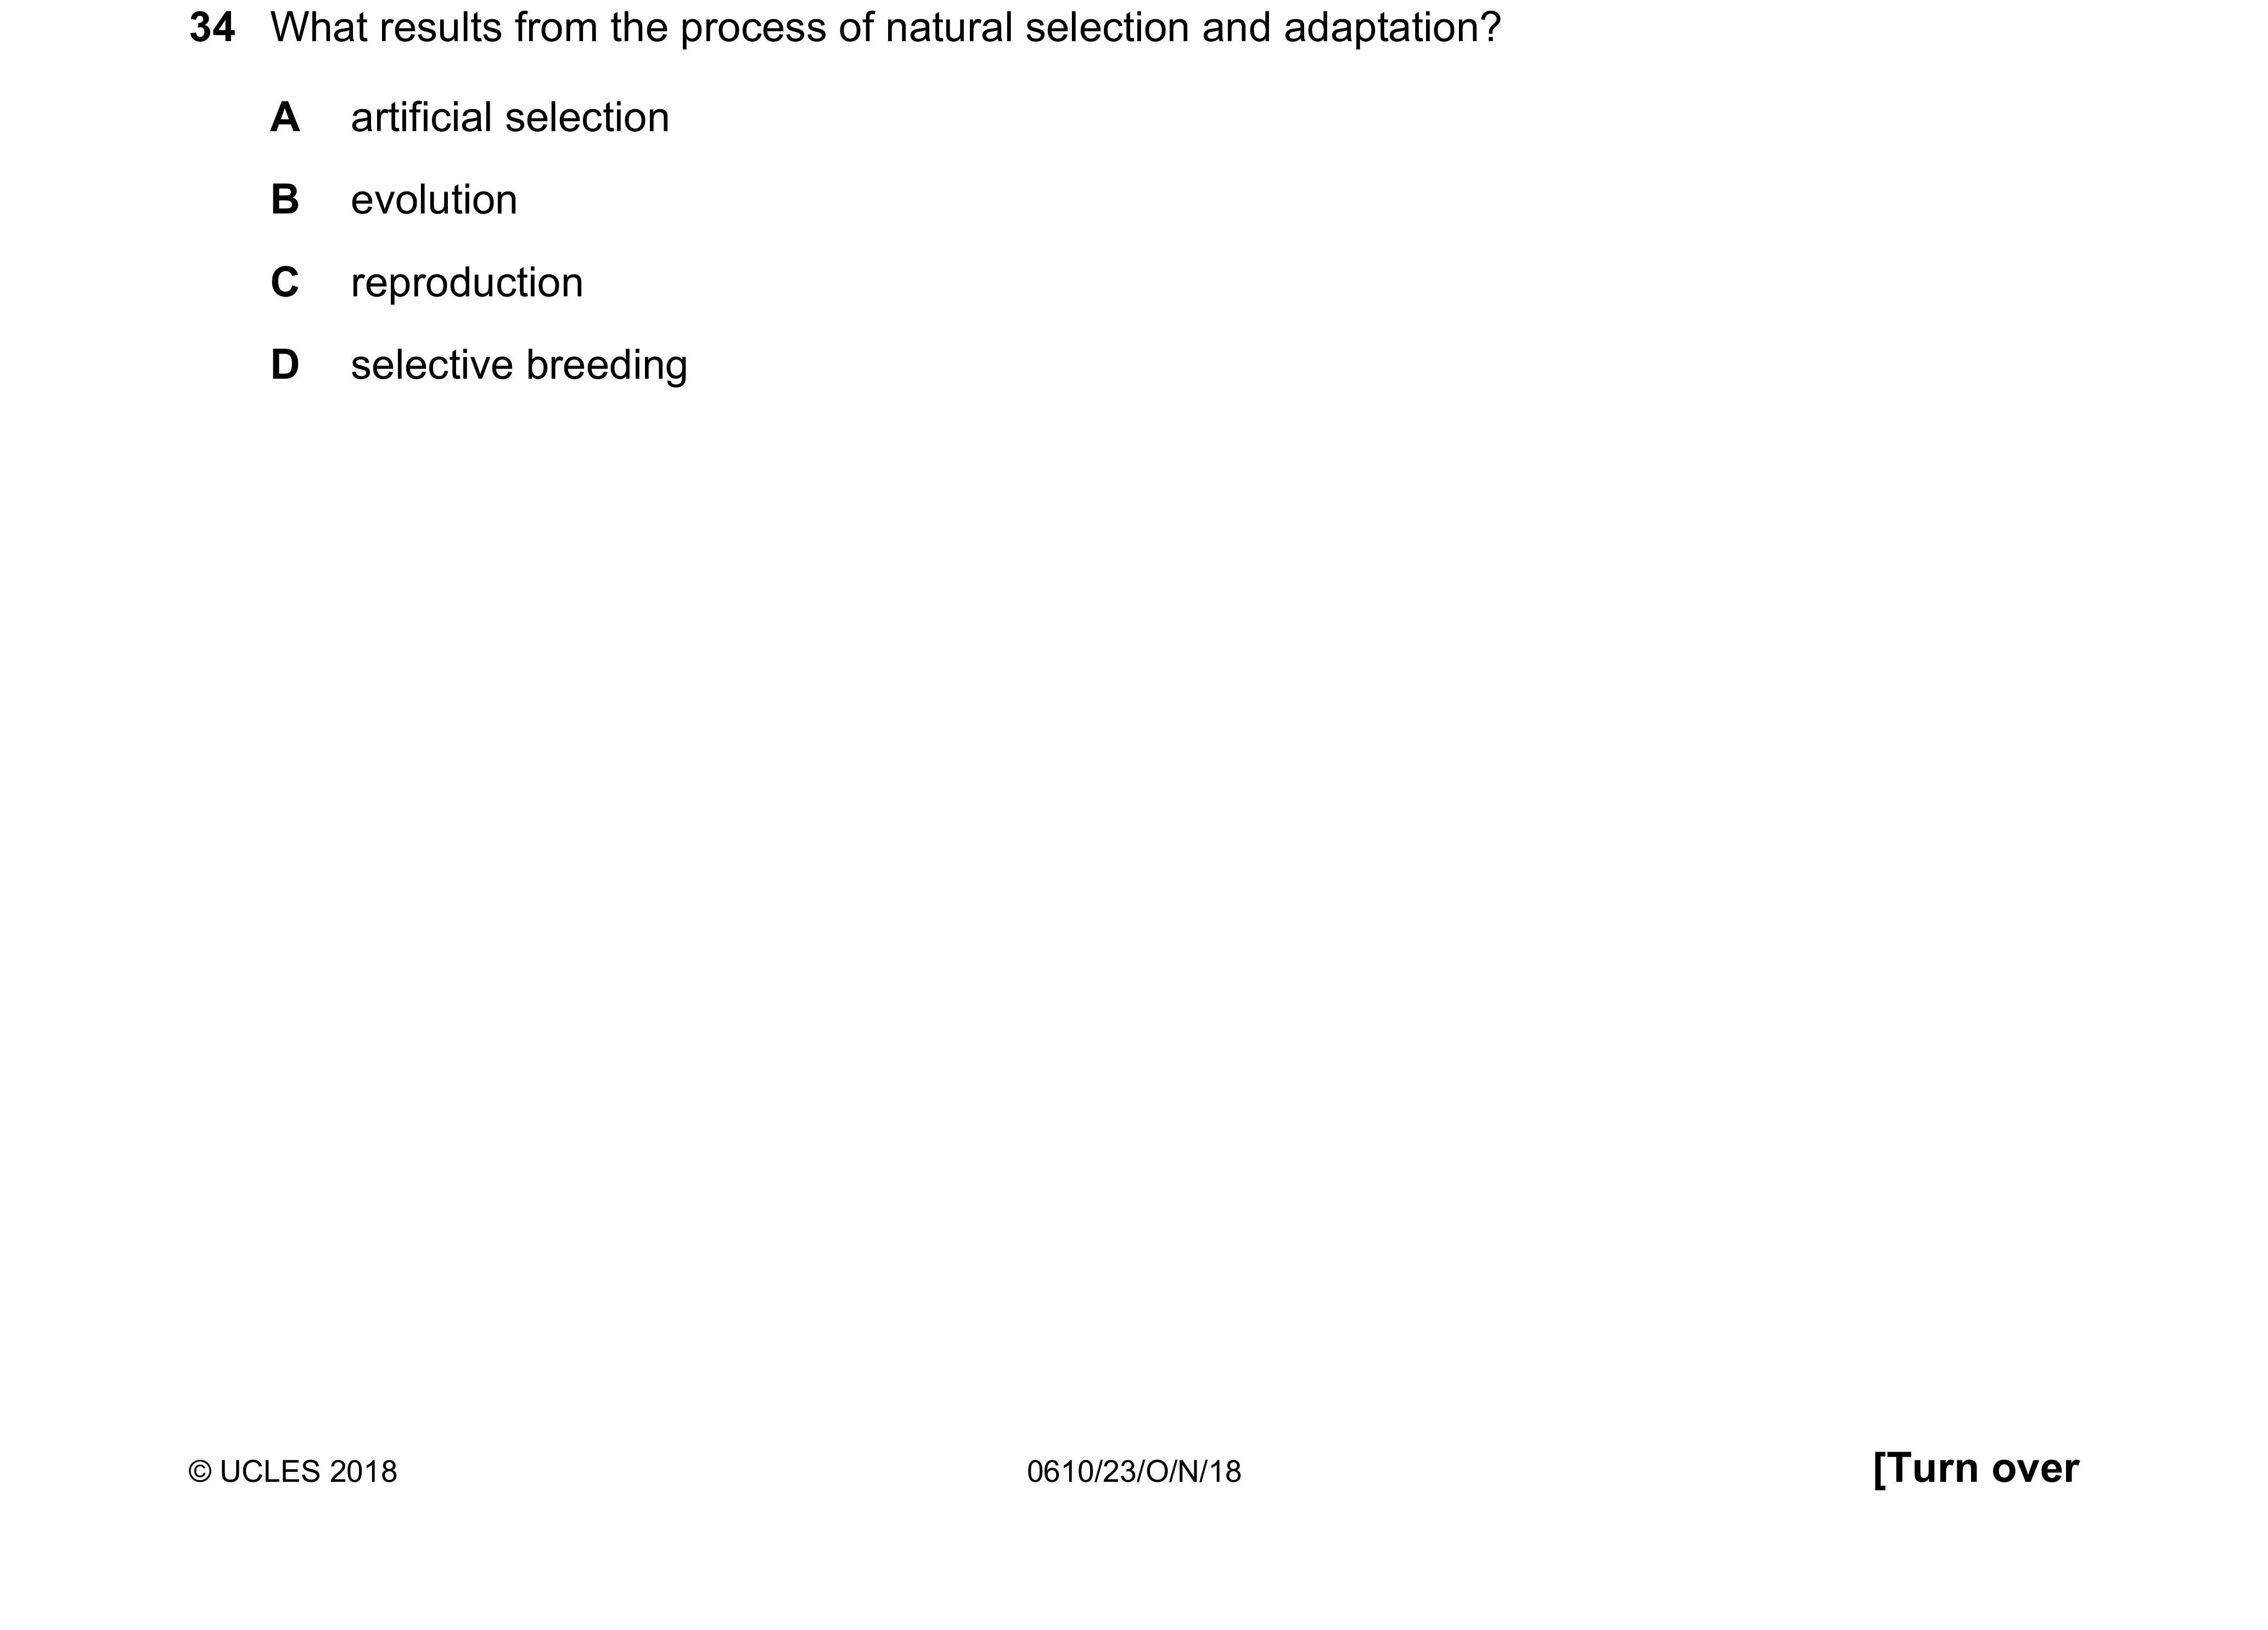 34 What results from the process of natural selection and adaptation?
A artificial selection
B evolution
C reproduction
D selective breeding
© UCLES 2018 0610/23/O/N/18 [Turn over